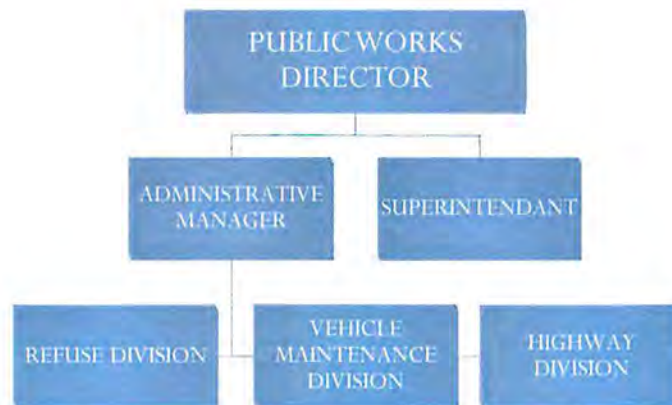 PUBLIC WORKS
DIRECTOR
ADMINISTRATIVE
MANAGER
SUPERINTENDANT
REFUSE DIVISION
VEHICLE
MAINTENANCE
DIVISION
HIGHWAY
DIVISION